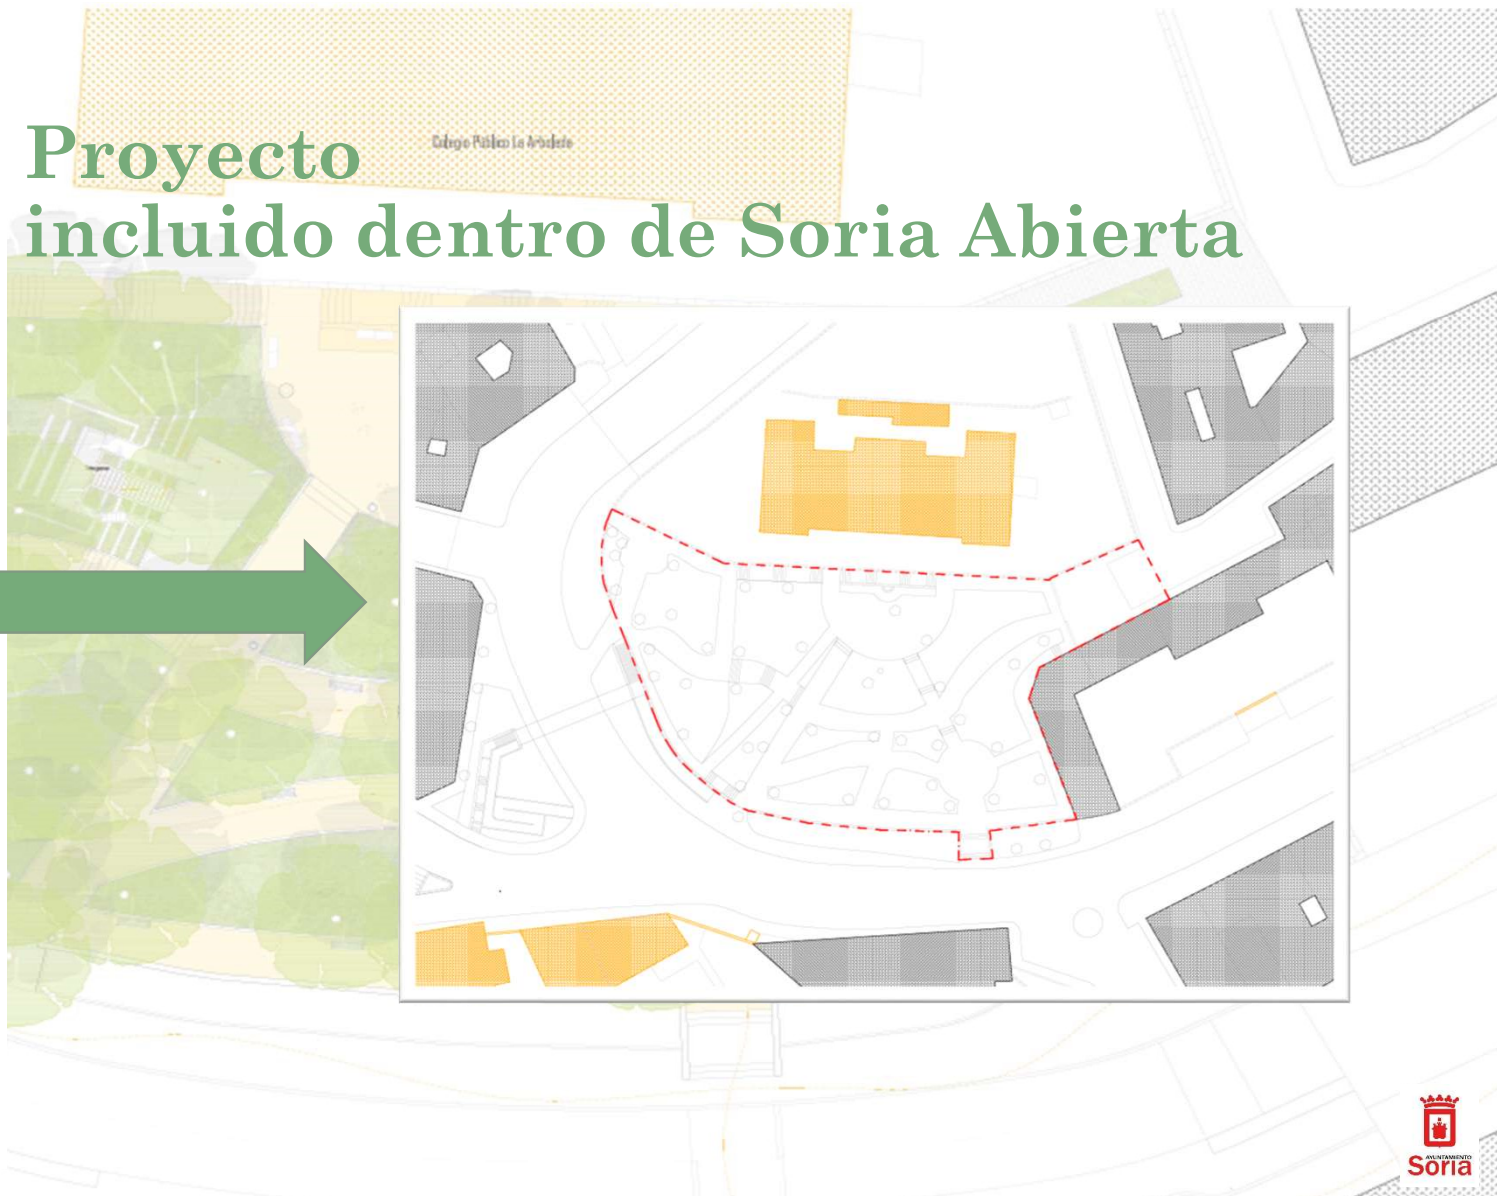 Colegio Público La Arboleda
Proyecto
incluido dentro de Soria Abierta
AYUNTAMIENTO
Soria